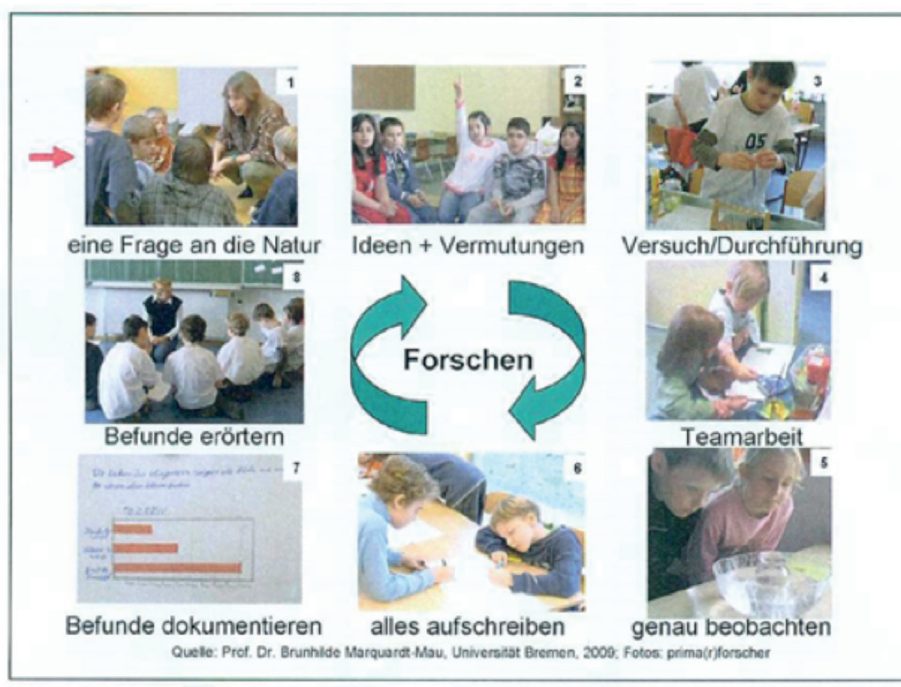 1
2
3
eine Frage an die Natur
Ideen + Vermutungen
Versuch/Durchführung
8
4
Forschen
Befunde erörtern
Teamarbeit
7
6
5
Befunde dokumentieren
alles aufschreiben
genau beobachten
Quelle: Prof. Dr. Brunhilde Marquardt-Mau, Universität Bremen, 2009; Fotos: prima(r)forscher